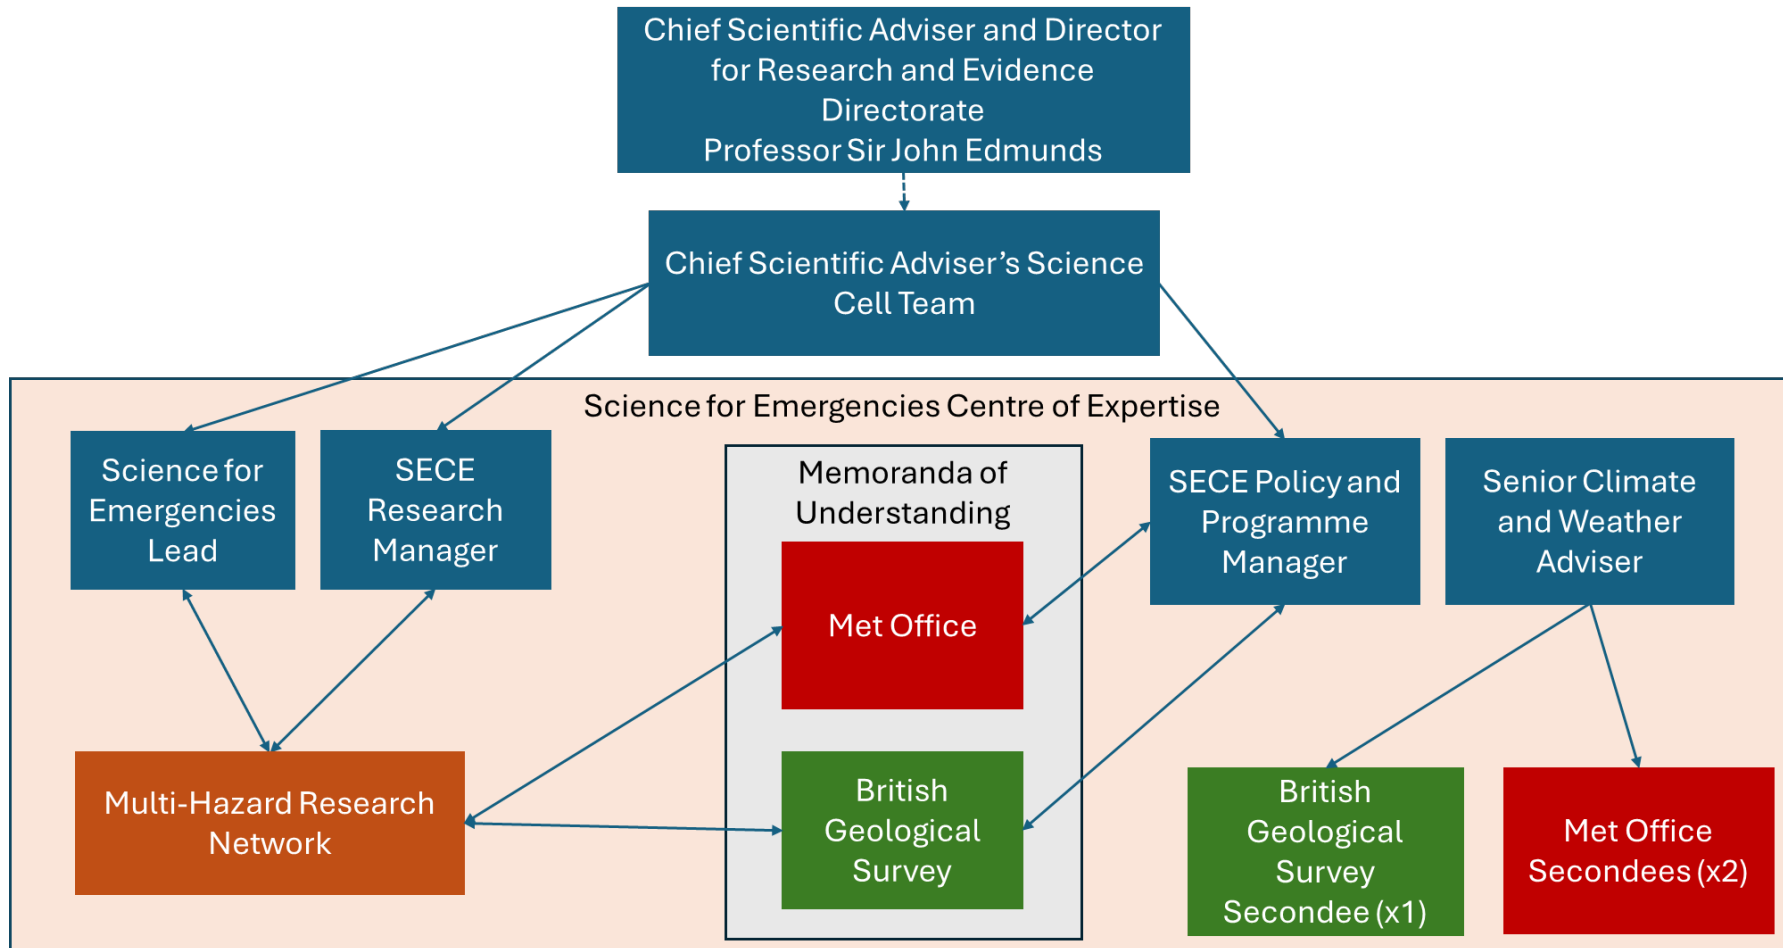 Chief Scientific Adviser and Director
for Research and Evidence
Directorate
Professor Sir John Edmunds
Chief Scientific Adviser’s Science
Cell Team
Science for Emergencies Centre of Expertise
Science for
Emergencies
Lead
SECE
Research
Manager
Memoranda of
Understanding
Met Office
British
Geological
Survey
SECE Policy and
Programme
Manager
Senior Climate
and Weather
Adviser
Multi-Hazard Research
Network
British
Geological
Survey
Secondee (x1)
Met Office
Secondees (x2)